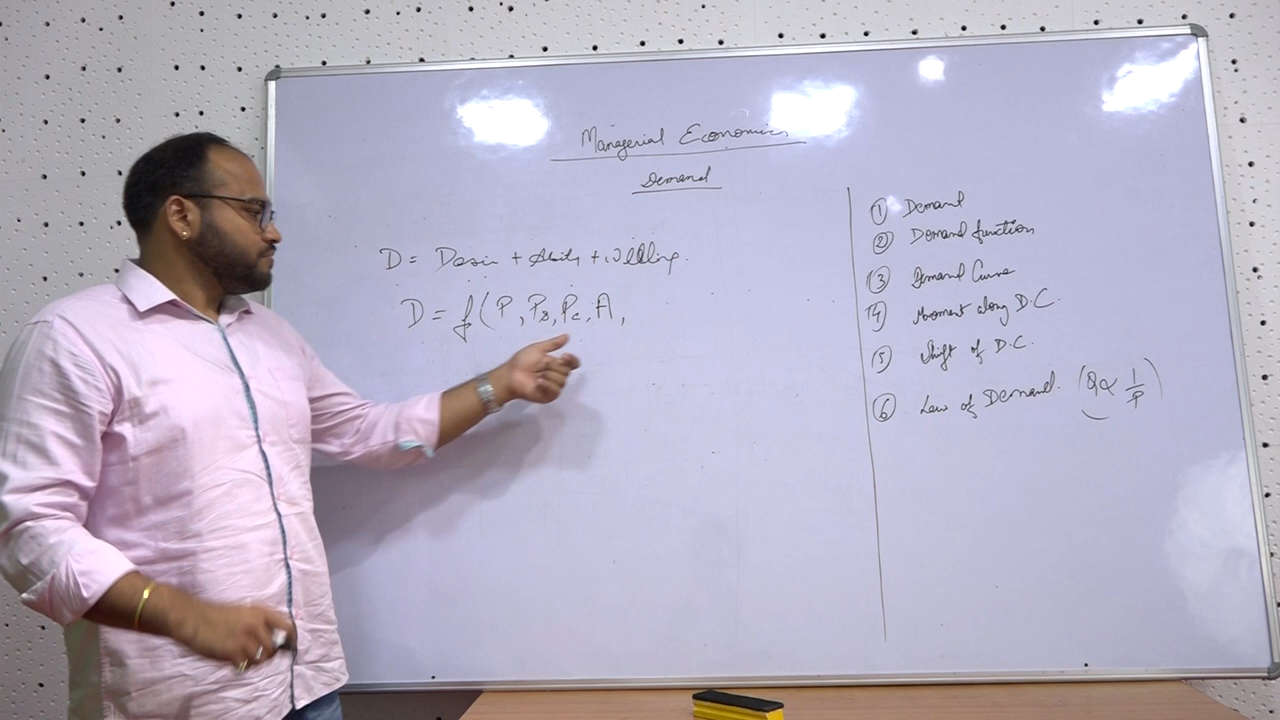 Managerial Economics
Demand
D = Desire + Ability + Willing.
D = f(P, Ps, Pc, A,
① Demand
② Demand function
③ Demand Curve
④ Movement along D.C.
⑤ Shift of D.C.
⑥ Law of Demand. (Q ∝ 1/P)